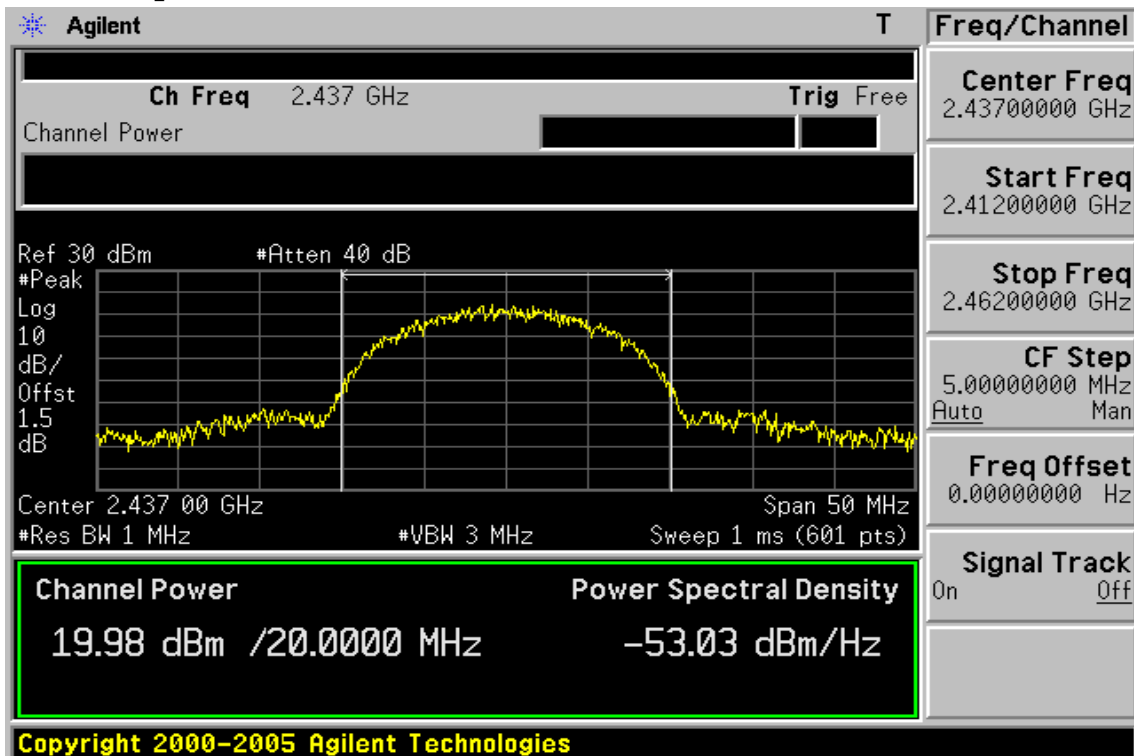 Agilent T Freq/Channel
Ch Freq 2.437 GHz Trig Free
Channel Power
Center Freq
2.43700000 GHz
Start Freq
2.41200000 GHz
Stop Freq
2.46200000 GHz
CF Step
5.00000000 MHz
Auto Man
Freq Offset
0.00000000 Hz
Signal Track
On Off
Ref 30 dBm #Atten 40 dB
#Peak
Log
10
dB/
Offst
1.5
dB
Center 2.437 00 GHz Span 50 MHz
#Res BW 1 MHz #VBW 3 MHz Sweep 1 ms (601 pts)
Channel Power Power Spectral Density
19.98 dBm /20.0000 MHz -53.03 dBm/Hz
Copyright 2000-2005 Agilent Technologies